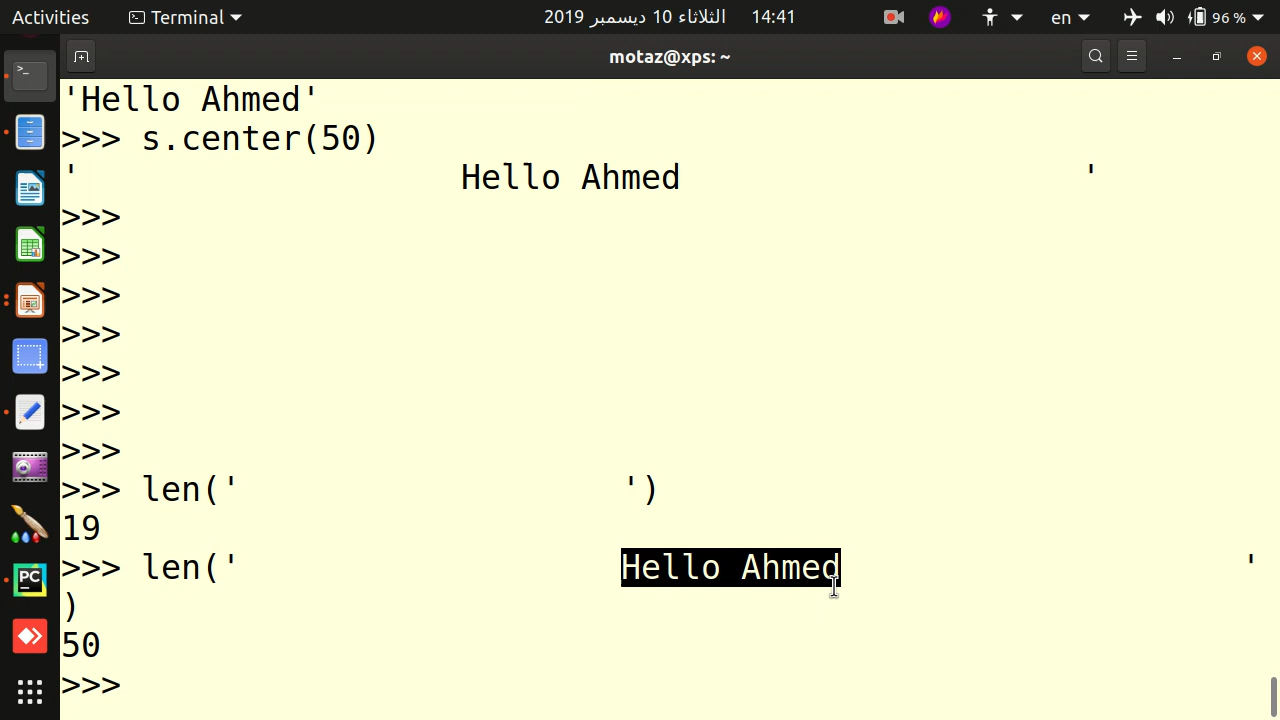 Activities Terminal الثلاثاء 10 ديسمبر 2019 14:41 en 96 %
motaz@xps: ~
'Hello Ahmed'
>>> s.center(50)
'                   Hello Ahmed                    '
>>>
>>>
>>>
>>>
>>>
>>>
>>>
>>> len('                   ')
19
>>> len('                   Hello Ahmed                    '
)
50
>>>
PC